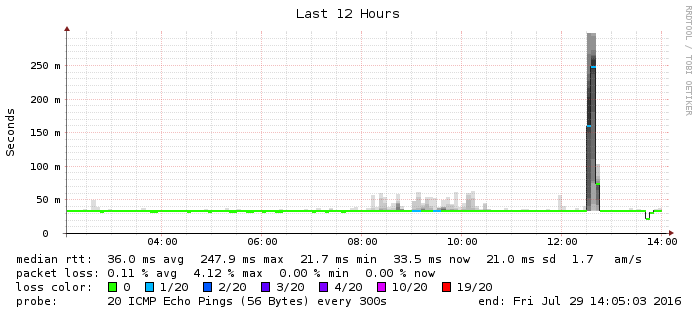 Last 12 Hours
RRDTOOL / TOBI OETIKER
Seconds
250 m
200 m
150 m
100 m
50 m
0
04:00 06:00 08:00 10:00 12:00 14:00
median rtt: 36.0 ms avg 247.9 ms max 21.7 ms min 33.5 ms now 21.0 ms sd 1.7 am/s
packet loss: 0.11 % avg 4.12 % max 0.00 % min 0.00 % now
loss color: 0 1/20 2/20 3/20 4/20 10/20 19/20
probe: 20 ICMP Echo Pings (56 Bytes) every 300s end: Fri Jul 29 14:05:03 2016